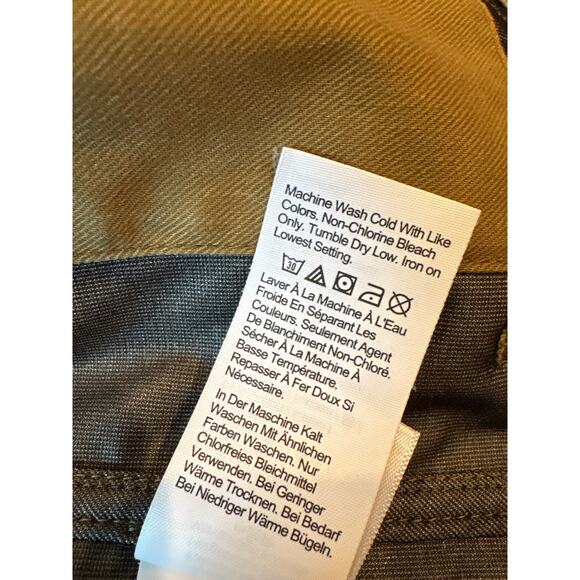 Machine Wash Cold With Like
Colors. Non-Chlorine Bleach
Only. Tumble Dry Low. Iron on
Lowest Setting.
30
Laver À La Machine À L'Eau
Froide En Séparant Les
Couleurs. Seulement Agent
De Blanchiment Non-Chloré.
Sécher À La Machine À
Basse Température.
Repasser À Fer Doux Si
Nécessaire.
In Der Maschine Kalt
Waschen Mit Ähnlichen
Farben Waschen. Nur
Chlorfreies Bleichmittel
Verwenden. Bei Geringer
Wärme Trocknen. Bei Bedarf
Bei Niedriger Wärme Bügeln.